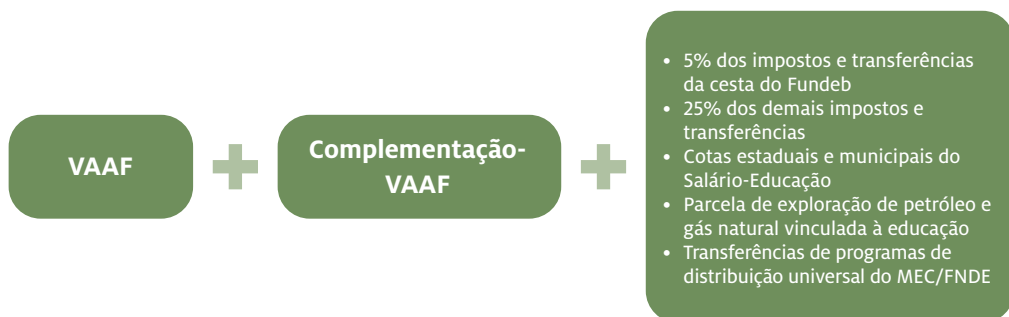 VAAF
Complementação-
VAAF
• 5% dos impostos e transferências
da cesta do Fundeb
• 25% dos demais impostos e
transferências
• Cotas estaduais e municipais do
Salário-Educação
• Parcela de exploração de petróleo e
gás natural vinculada à educação
• Transferências de programas de
distribuição universal do MEC/FNDE